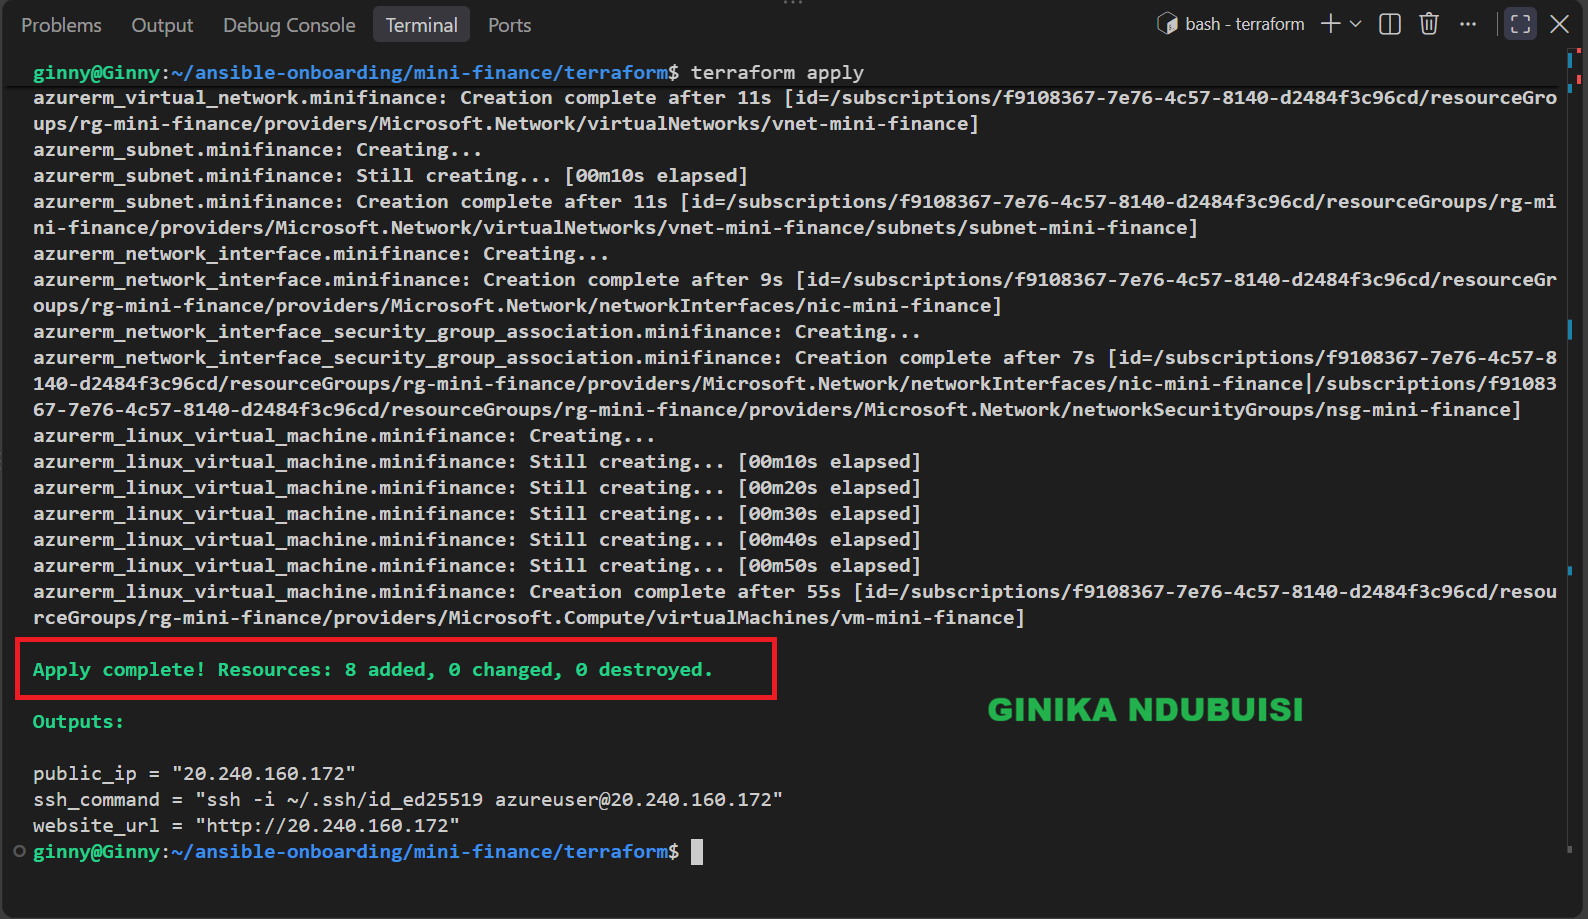 Problems Output Debug Console Terminal Ports bash - terraform
ginny@Ginny:~/ansible-onboarding/mini-finance/terraform$ terraform apply
azurerm_virtual_network.minifinance: Creation complete after 11s [id=/subscriptions/f9108367-7e76-4c57-8140-d2484f3c96cd/resourceGro
ups/rg-mini-finance/providers/Microsoft.Network/virtualNetworks/vnet-mini-finance]
azurerm_subnet.minifinance: Creating...
azurerm_subnet.minifinance: Still creating... [00m10s elapsed]
azurerm_subnet.minifinance: Creation complete after 11s [id=/subscriptions/f9108367-7e76-4c57-8140-d2484f3c96cd/resourceGroups/rg-mi
ni-finance/providers/Microsoft.Network/virtualNetworks/vnet-mini-finance/subnets/subnet-mini-finance]
azurerm_network_interface.minifinance: Creating...
azurerm_network_interface.minifinance: Creation complete after 9s [id=/subscriptions/f9108367-7e76-4c57-8140-d2484f3c96cd/resourceGr
oups/rg-mini-finance/providers/Microsoft.Network/networkInterfaces/nic-mini-finance]
azurerm_network_interface_security_group_association.minifinance: Creating...
azurerm_network_interface_security_group_association.minifinance: Creation complete after 7s [id=/subscriptions/f9108367-7e76-4c57-8
140-d2484f3c96cd/resourceGroups/rg-mini-finance/providers/Microsoft.Network/networkInterfaces/nic-mini-finance|/subscriptions/f91083
67-7e76-4c57-8140-d2484f3c96cd/resourceGroups/rg-mini-finance/providers/Microsoft.Network/networkSecurityGroups/nsg-mini-finance]
azurerm_linux_virtual_machine.minifinance: Creating...
azurerm_linux_virtual_machine.minifinance: Still creating... [00m10s elapsed]
azurerm_linux_virtual_machine.minifinance: Still creating... [00m20s elapsed]
azurerm_linux_virtual_machine.minifinance: Still creating... [00m30s elapsed]
azurerm_linux_virtual_machine.minifinance: Still creating... [00m40s elapsed]
azurerm_linux_virtual_machine.minifinance: Still creating... [00m50s elapsed]
azurerm_linux_virtual_machine.minifinance: Creation complete after 55s [id=/subscriptions/f9108367-7e76-4c57-8140-d2484f3c96cd/resou
rceGroups/rg-mini-finance/providers/Microsoft.Compute/virtualMachines/vm-mini-finance]
Apply complete! Resources: 8 added, 0 changed, 0 destroyed.
GINIKA NDUBUISI
Outputs:
public_ip = "20.240.160.172"
ssh_command = "ssh -i ~/.ssh/id_ed25519 azureuser@20.240.160.172"
website_url = "http://20.240.160.172"
ginny@Ginny:~/ansible-onboarding/mini-finance/terraform$